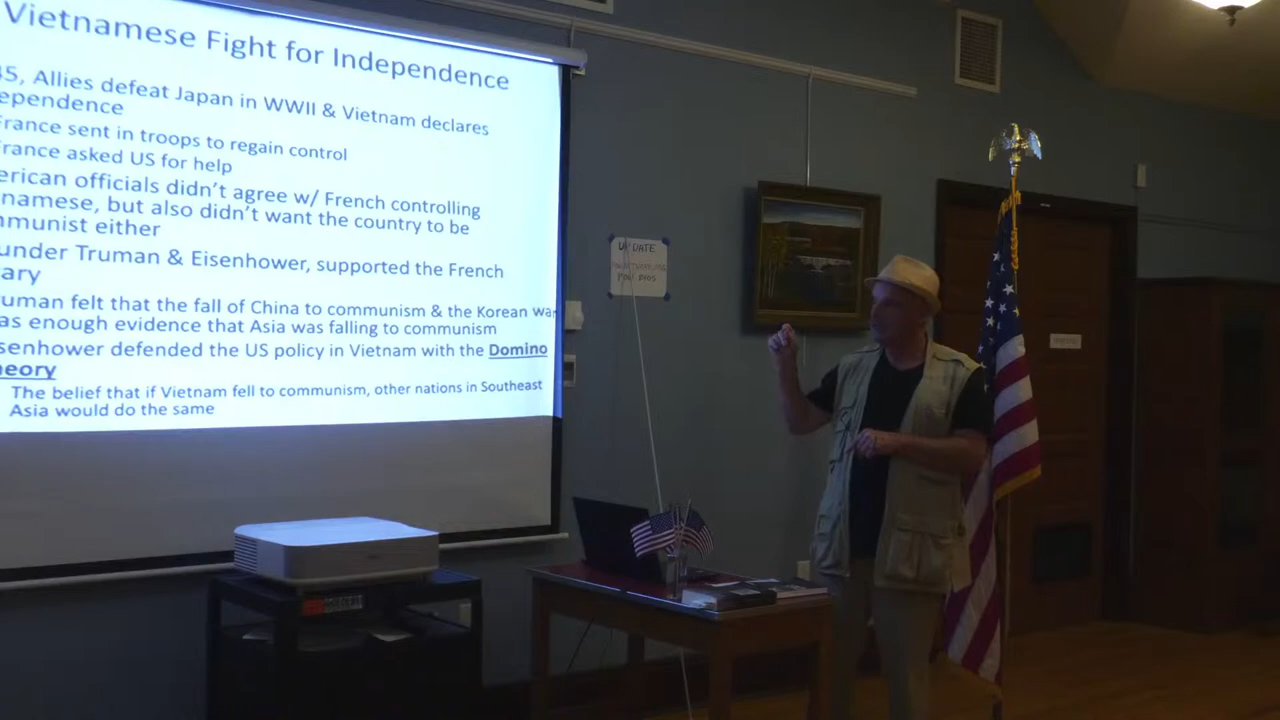 Vietnamese Fight for Independence
45, Allies defeat Japan in WWII & Vietnam declares
ependence
France sent in troops to regain control
France asked US for help
erican officials didn't agree w/ French controlling
namese, but also didn't want the country to be
mmunist either
under Truman & Eisenhower, supported the French
ary
ruman felt that the fall of China to communism & the Korean war
as enough evidence that Asia was falling to communism
senhower defended the US policy in Vietnam with the Domino
eory
The belief that if Vietnam fell to communism, other nations in Southeast
Asia would do the same
UPDATE